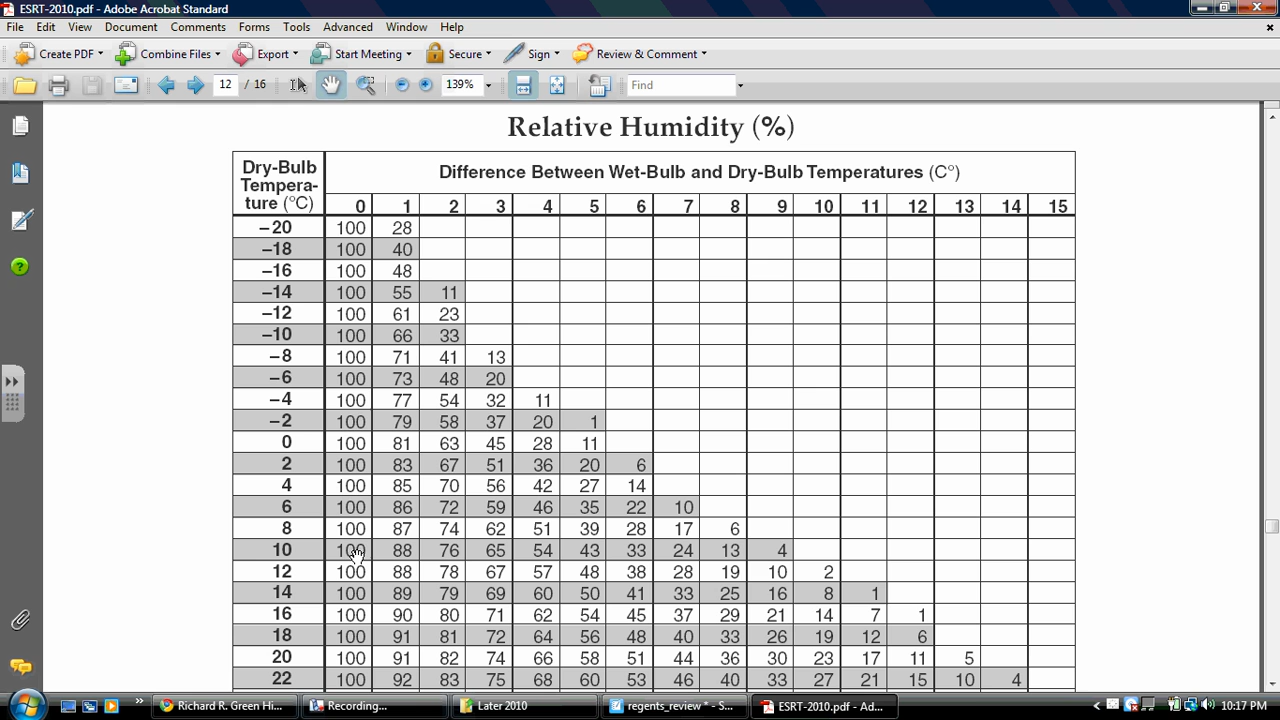 ESRT-2010.pdf - Adobe Acrobat Standard
File Edit View Document Comments Forms Tools Advanced Window Help
Create PDF Combine Files Export Start Meeting Secure Sign Review & Comment
12 / 16 139% Find
Relative Humidity (%)
Dry-Bulb Tempera- ture (°C)
Difference Between Wet-Bulb and Dry-Bulb Temperatures (C°)
0 1 2 3 4 5 6 7 8 9 10 11 12 13 14 15
–20 100 28
–18 100 40
–16 100 48
–14 100 55 11
–12 100 61 23
–10 100 66 33
–8 100 71 41 13
–6 100 73 48 20
–4 100 77 54 32 11
–2 100 79 58 37 20 1
0 100 81 63 45 28 11
2 100 83 67 51 36 20 6
4 100 85 70 56 42 27 14
6 100 86 72 59 46 35 22 10
8 100 87 74 62 51 39 28 17 6
10 100 88 76 65 54 43 33 24 13 4
12 100 88 78 67 57 48 38 28 19 10 2
14 100 89 79 69 60 50 41 33 25 16 8 1
16 100 90 80 71 62 54 45 37 29 21 14 7 1
18 100 91 81 72 64 56 48 40 33 26 19 12 6
20 100 91 82 74 66 58 51 44 36 30 23 17 11 5
22 100 92 83 75 68 60 53 46 40 33 27 21 15 10 4
Richard R. Green Hi... Recording... Later 2010 regents_review * - S... ESRT-2010.pdf - Ad... 10:17 PM